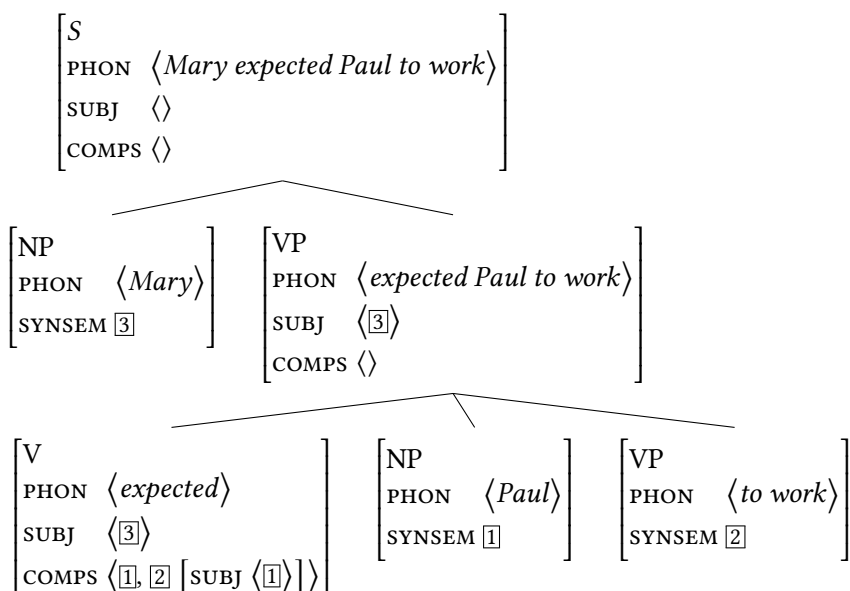 S
PHON ⟨Mary expected Paul to work⟩
SUBJ ⟨⟩
COMPS ⟨⟩
NP
PHON ⟨Mary⟩
SYNSEM 3
VP
PHON ⟨expected Paul to work⟩
SUBJ ⟨3⟩
COMPS ⟨⟩
V
PHON ⟨expected⟩
SUBJ ⟨3⟩
COMPS ⟨1, 2 [SUBJ ⟨1⟩]⟩
NP
PHON ⟨Paul⟩
SYNSEM 1
VP
PHON ⟨to work⟩
SYNSEM 2